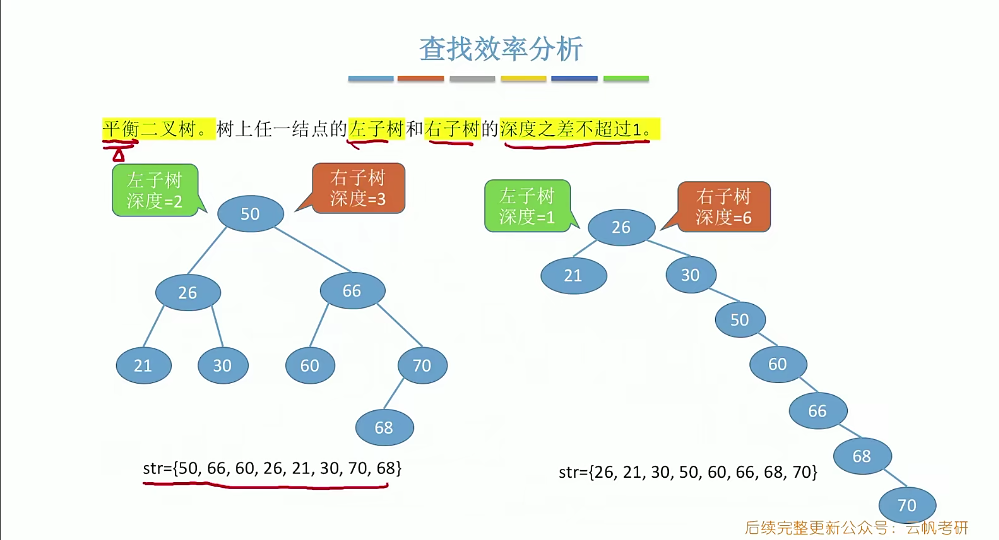 查找效率分析
平衡二叉树。树上任一结点的左子树和右子树的深度之差不超过1。
左子树
深度=2
右子树
深度=3
50
26
66
21
30
60
70
68
str={50, 66, 60, 26, 21, 30, 70, 68}
左子树
深度=1
右子树
深度=6
26
21
30
50
60
66
68
70
str={26, 21, 30, 50, 60, 66, 68, 70}
后续完整更新公众号：云帆考研